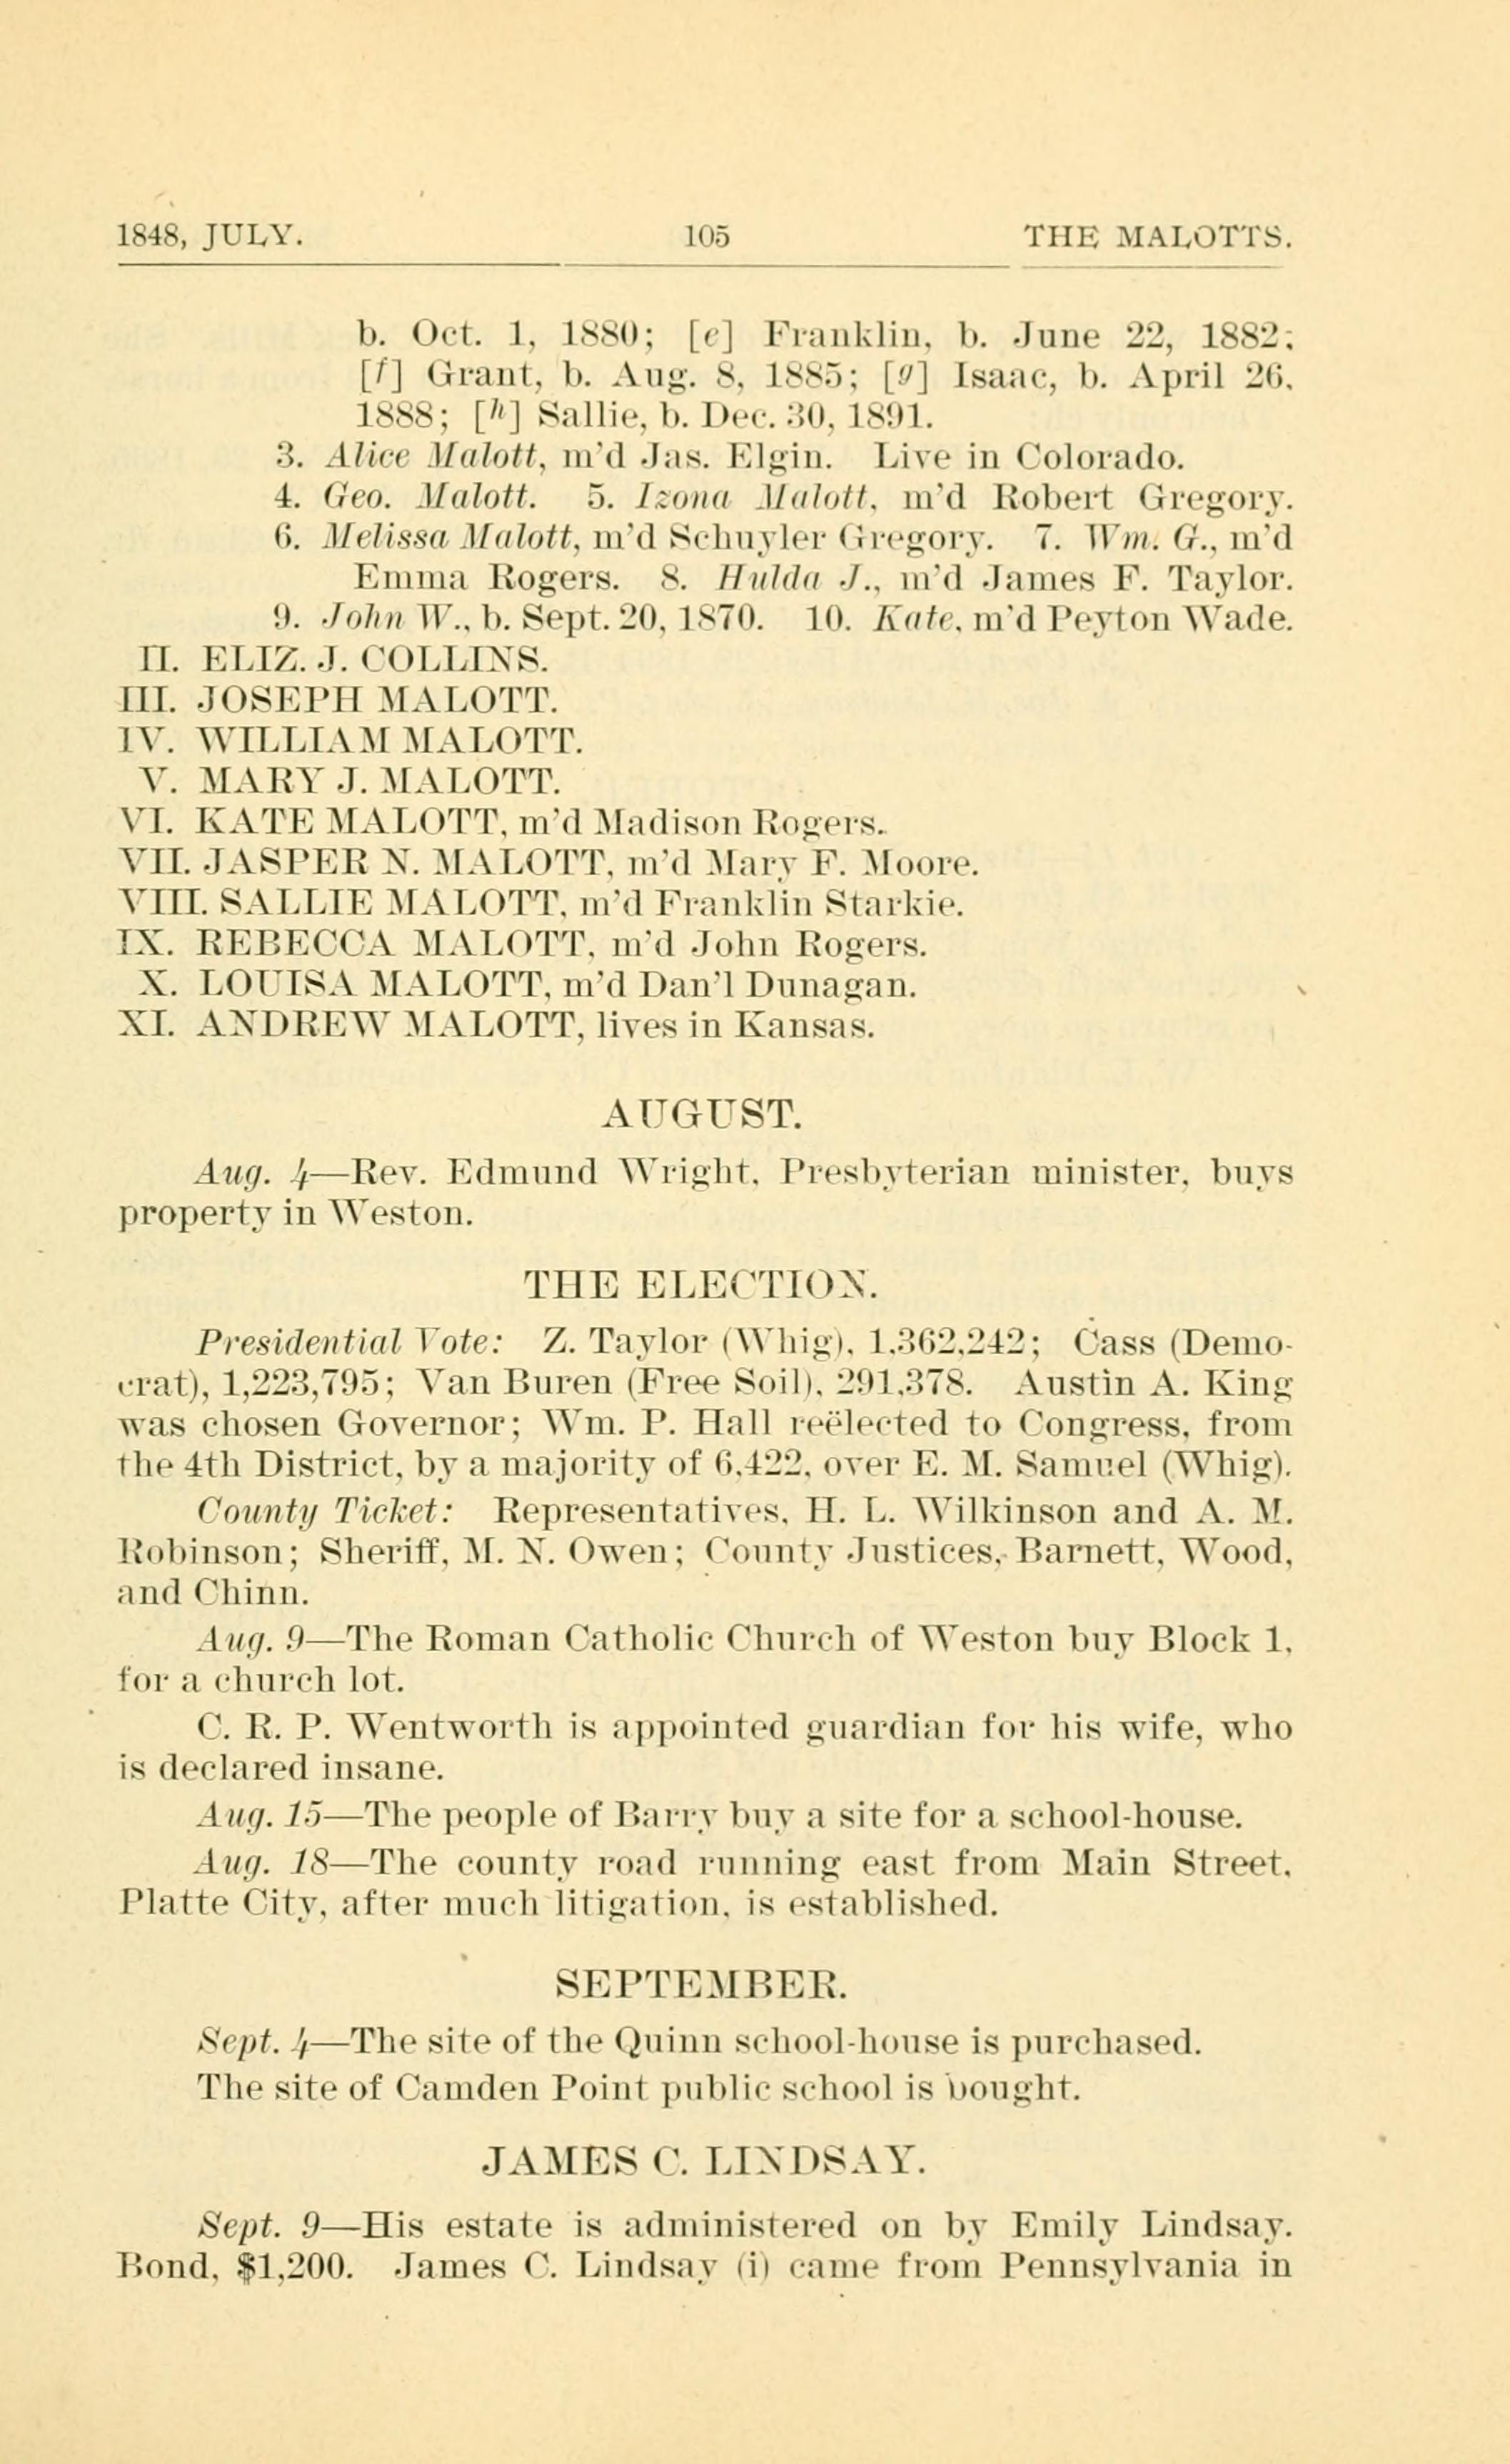 1848, JULY. 105 THE MALOTTS.
b. Oct. 1, 1880; [e] Franklin, b. June 22, 1882;
[f] Grant, b. Aug. 8, 1885; [g] Isaac, b. April 26,
1888; [h] Sallie, b. Dec. 30, 1891.
3. Alice Malott, m'd Jas. Elgin. Live in Colorado.
4. Geo. Malott. 5. Izona Malott, m'd Robert Gregory.
6. Melissa Malott, m'd Schuyler Gregory. 7. Wm. G., m'd
Emma Rogers. 8. Hulda J., m'd James F. Taylor.
9. John W., b. Sept. 20, 1870. 10. Kate, m'd Peyton Wade.
II. ELIZ. J. COLLINS.
III. JOSEPH MALOTT.
IV. WILLIAM MALOTT.
V. MARY J. MALOTT.
VI. KATE MALOTT, m'd Madison Rogers.
VII. JASPER N. MALOTT, m'd Mary F. Moore.
VIII. SALLIE MALOTT, m'd Franklin Starkie.
IX. REBECCA MALOTT, m'd John Rogers.
X. LOUISA MALOTT, m'd Dan'l Dunagan.
XI. ANDREW MALOTT, lives in Kansas.
AUGUST.
Aug. 4—Rev. Edmund Wright, Presbyterian minister, buys
property in Weston.
THE ELECTION.
Presidential Vote: Z. Taylor (Whig), 1,362,242; Cass (Demo-
crat), 1,223,795; Van Buren (Free Soil), 291,378. Austin A. King
was chosen Governor; Wm. P. Hall reëlected to Congress, from
the 4th District, by a majority of 6,422, over E. M. Samuel (Whig).
County Ticket: Representatives, H. L. Wilkinson and A. M.
Robinson; Sheriff, M. N. Owen; County Justices, Barnett, Wood,
and Chinn.
Aug. 9—The Roman Catholic Church of Weston buy Block 1,
for a church lot.
C. R. P. Wentworth is appointed guardian for his wife, who
is declared insane.
Aug. 15—The people of Barry buy a site for a school-house.
Aug. 18—The county road running east from Main Street,
Platte City, after much litigation, is established.
SEPTEMBER.
Sept. 4—The site of the Quinn school-house is purchased.
The site of Camden Point public school is bought.
JAMES C. LINDSAY.
Sept. 9—His estate is administered on by Emily Lindsay.
Bond, $1,200. James C. Lindsay (i) came from Pennsylvania in